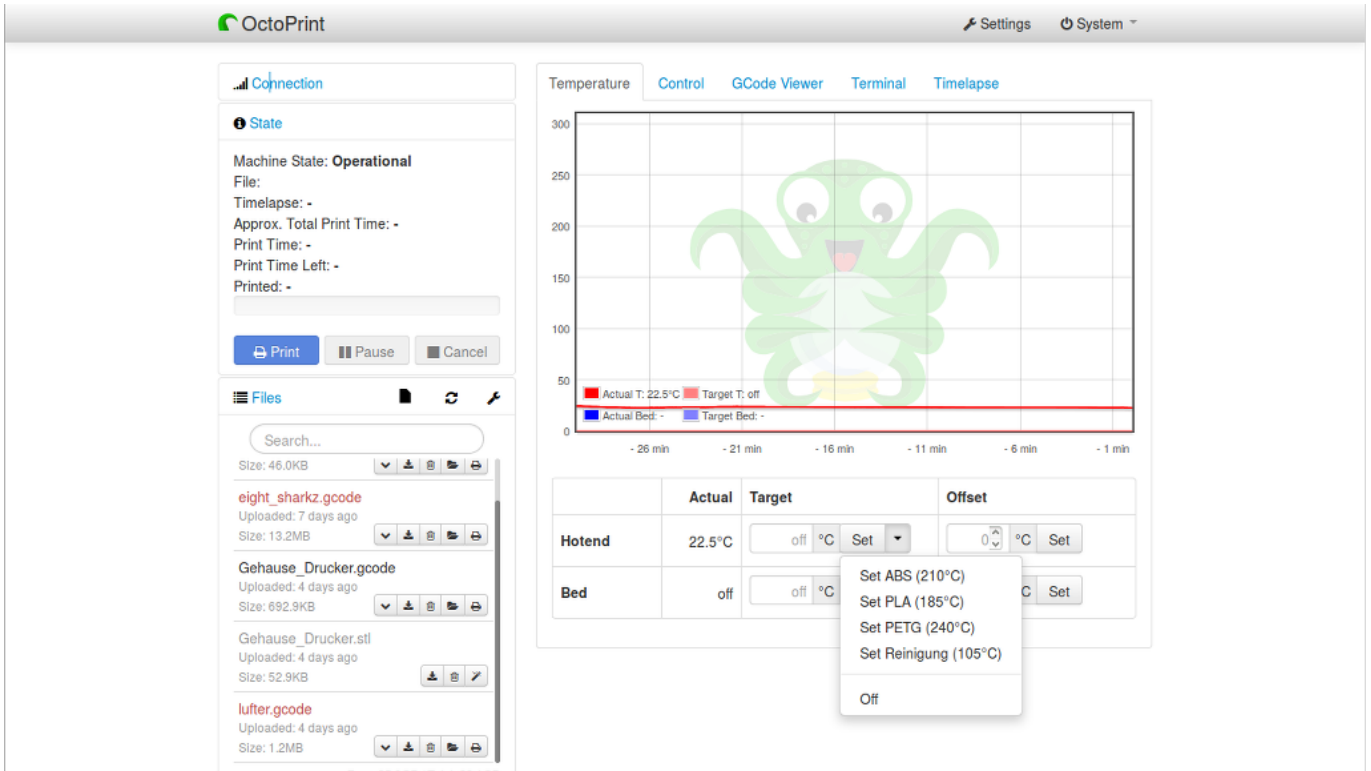 OctoPrint
Settings System
Connection
State
Machine State: Operational
File:
Timelapse: -
Approx. Total Print Time: -
Print Time: -
Print Time Left: -
Printed: -
Print Pause Cancel
Files
Search...
Size: 46.0KB
eight_sharkz.gcode
Uploaded: 7 days ago
Size: 13.2MB
Gehause_Drucker.gcode
Uploaded: 4 days ago
Size: 692.9KB
Gehause_Drucker.stl
Uploaded: 4 days ago
Size: 52.9KB
lufter.gcode
Uploaded: 4 days ago
Size: 1.2MB
Temperature Control GCode Viewer Terminal Timelapse
300
250
200
150
100
50
0
Actual T: 22.5°C Target T: off
Actual Bed: - Target Bed: -
- 26 min - 21 min - 16 min - 11 min - 6 min - 1 min
Actual Target Offset
Hotend 22.5°C off °C Set 0 °C Set
Bed off off °C C Set
Set ABS (210°C)
Set PLA (185°C)
Set PETG (240°C)
Set Reinigung (105°C)
Off